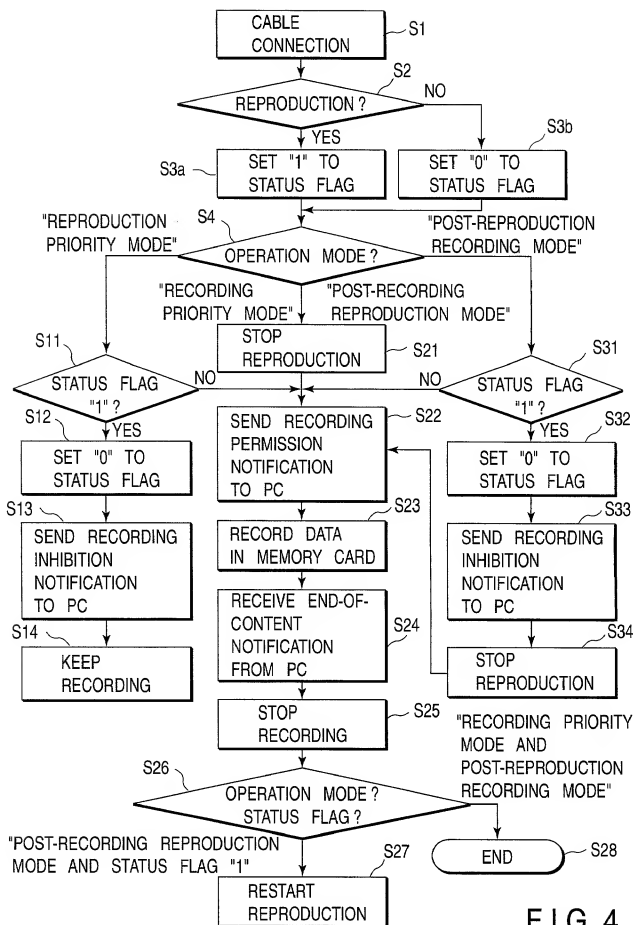 CABLE
CONNECTION
S1
S2
REPRODUCTION ?
NO
YES
S3a
SET "1" TO
STATUS FLAG
S3b
SET "0" TO
STATUS FLAG
S4
"REPRODUCTION
PRIORITY MODE"
OPERATION MODE ?
"POST-REPRODUCTION
RECORDING MODE"
"RECORDING
PRIORITY MODE"
"POST-RECORDING
REPRODUCTION MODE"
STOP
REPRODUCTION
S21
S11
STATUS FLAG
"1" ?
NO
YES
S31
STATUS FLAG
"1" ?
NO
YES
S12
SET "0" TO
STATUS FLAG
S22
SEND RECORDING
PERMISSION
NOTIFICATION
TO PC
S32
SET "0" TO
STATUS FLAG
S13
SEND RECORDING
INHIBITION
NOTIFICATION
TO PC
S23
RECORD DATA
IN MEMORY CARD
S33
SEND RECORDING
INHIBITION
NOTIFICATION
TO PC
S14
KEEP
RECORDING
RECEIVE END-OF-
CONTENT
NOTIFICATION
FROM PC
S24
S34
STOP
REPRODUCTION
STOP
RECORDING
S25
"RECORDING PRIORITY
MODE AND
POST-REPRODUCTION
RECORDING MODE"
S26
OPERATION MODE ?
STATUS FLAG ?
"POST-RECORDING REPRODUCTION
MODE AND STATUS FLAG "1"
S27
RESTART
REPRODUCTION
END
S28
FIG. 4